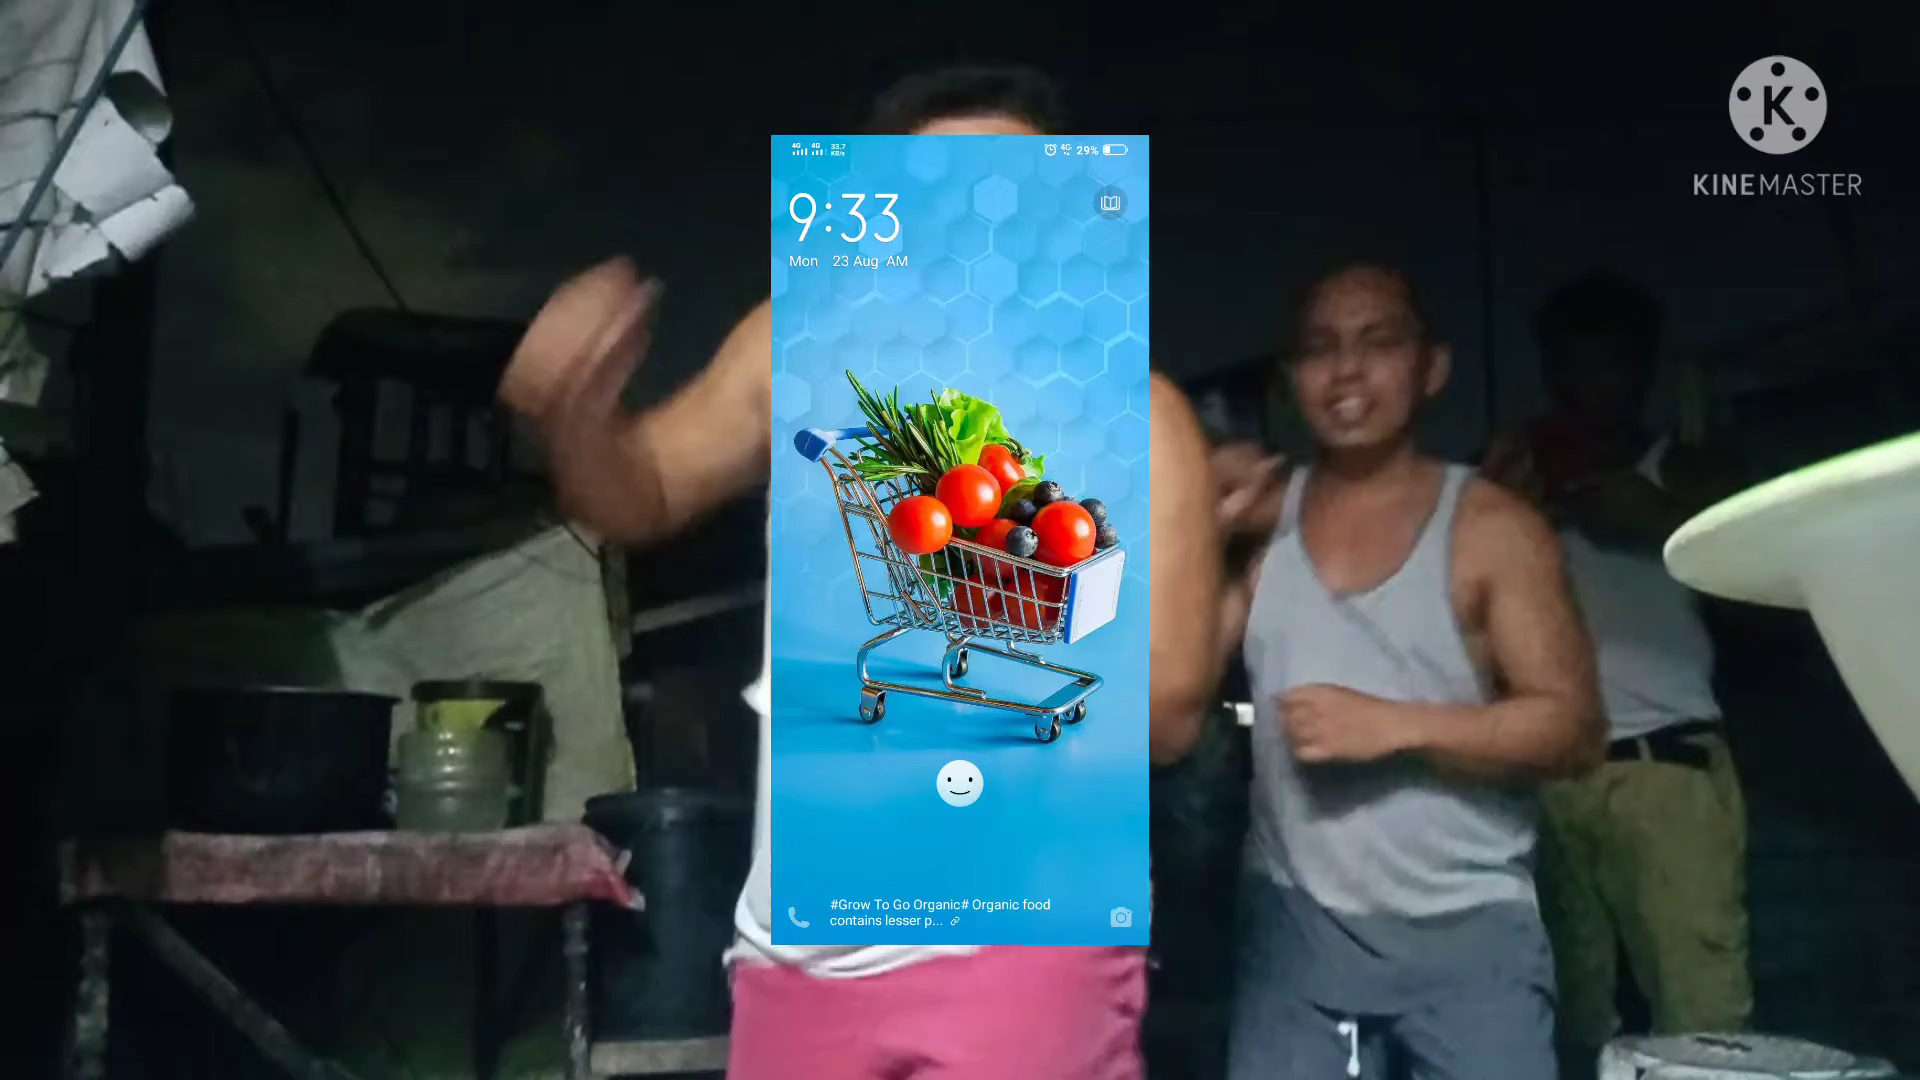 4G 4G 33.7 KB/s
4G 29%
9:33
Mon 23 Aug AM
#Grow To Go Organic# Organic food
contains lesser p...
K
KINEMASTER